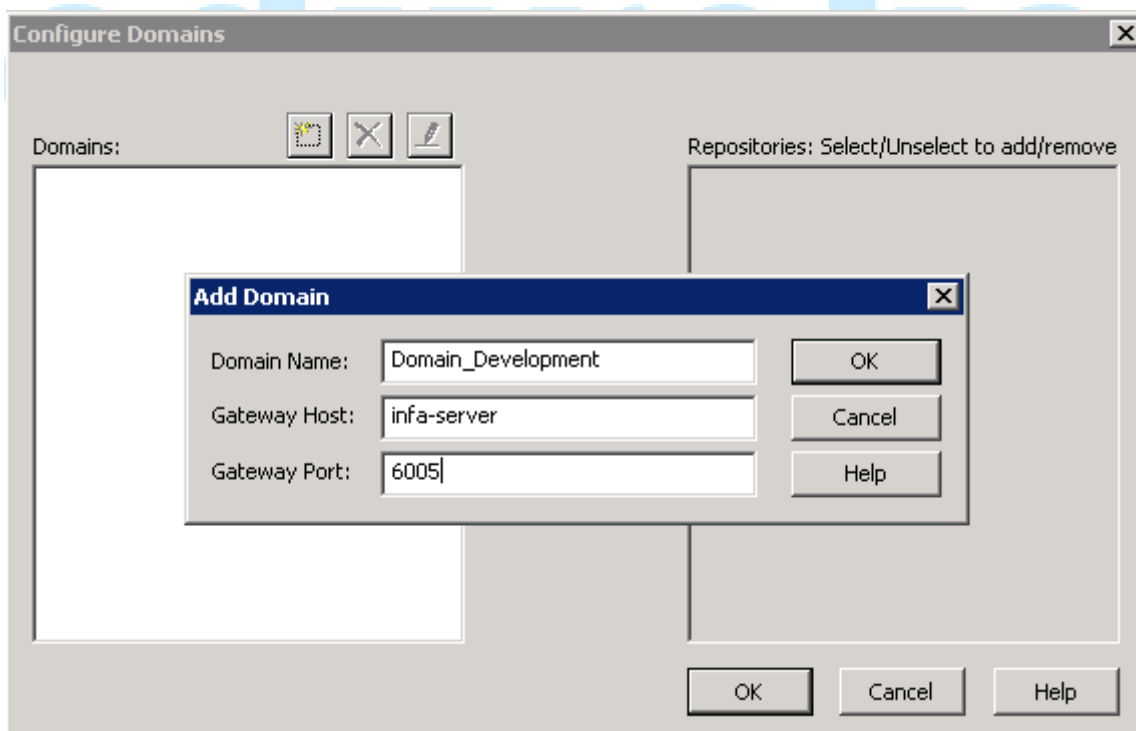 Configure Domains
Domains:
Repositories: Select/Unselect to add/remove
Add Domain
Domain Name: Domain_Development OK
Gateway Host: infa-server Cancel
Gateway Port: 6005 Help
OK Cancel Help